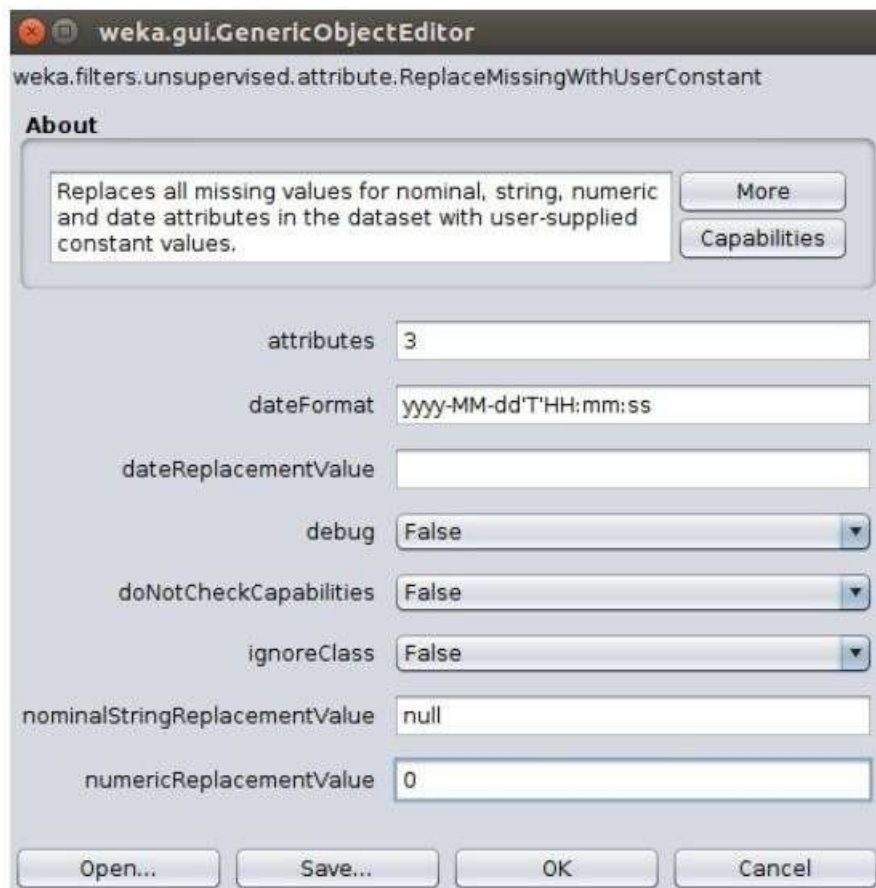 weka.gui.GenericObjectEditor
weka.filters.unsupervised.attribute.ReplaceMissingWithUserConstant
About
Replaces all missing values for nominal, string, numeric
and date attributes in the dataset with user-supplied
constant values.
More
Capabilities
attributes 3
dateFormat yyyy-MM-dd'T'HH:mm:ss
dateReplacementValue
debug False
doNotCheckCapabilities False
ignoreClass False
nominalStringReplacementValue null
numericReplacementValue 0
Open... Save... OK Cancel